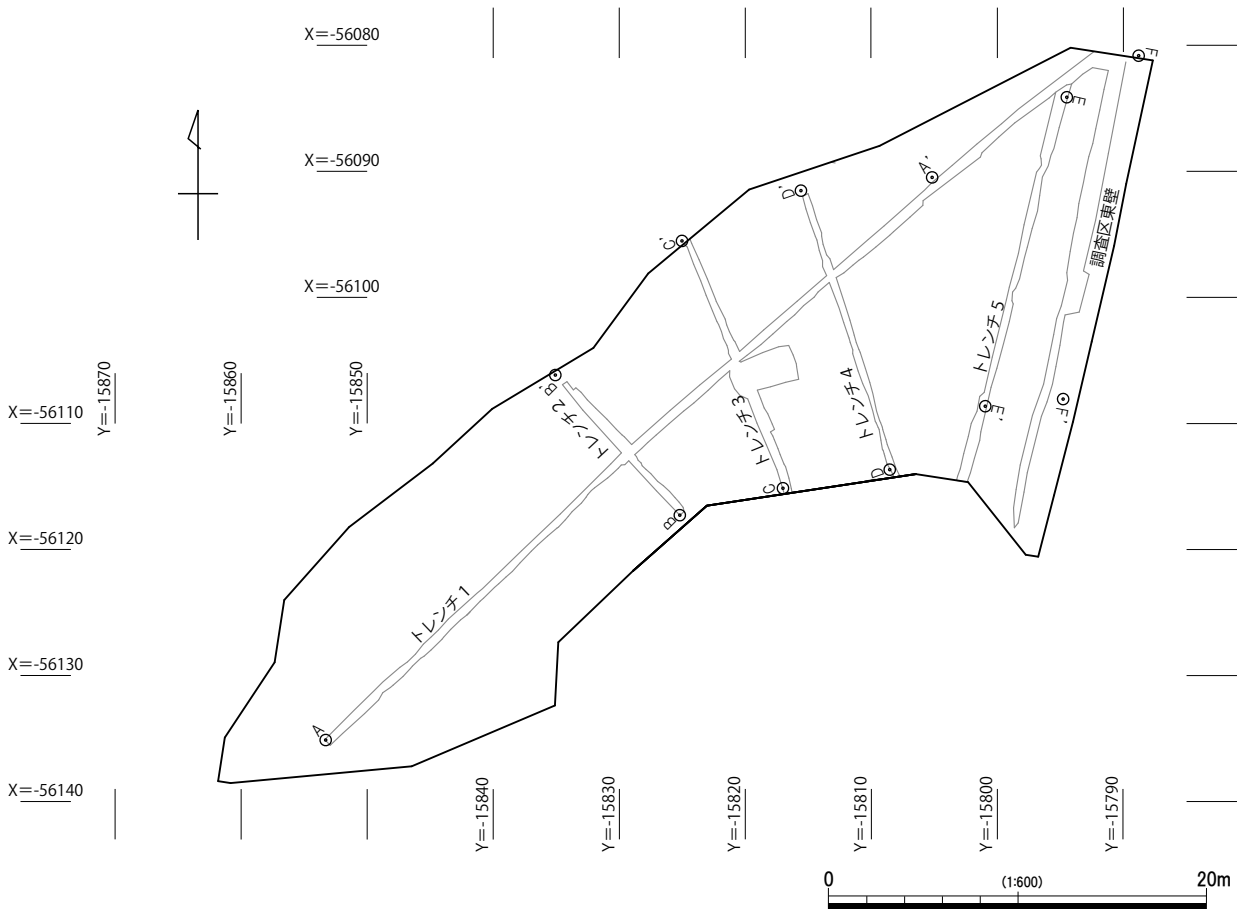 X=-56080
F
E
X=-56090
A'
D'
調査区東壁
C'
X=-56100
トレンチ5
Y=-15870
Y=-15860
Y=-15850
B'
トレンチ2
トレンチ3
トレンチ4
E'
F'
X=-56110
D
C
B
X=-56120
トレンチ1
X=-56130
A
X=-56140
Y=-15840
Y=-15830
Y=-15820
Y=-15810
Y=-15800
Y=-15790
0
(1:600)
20m